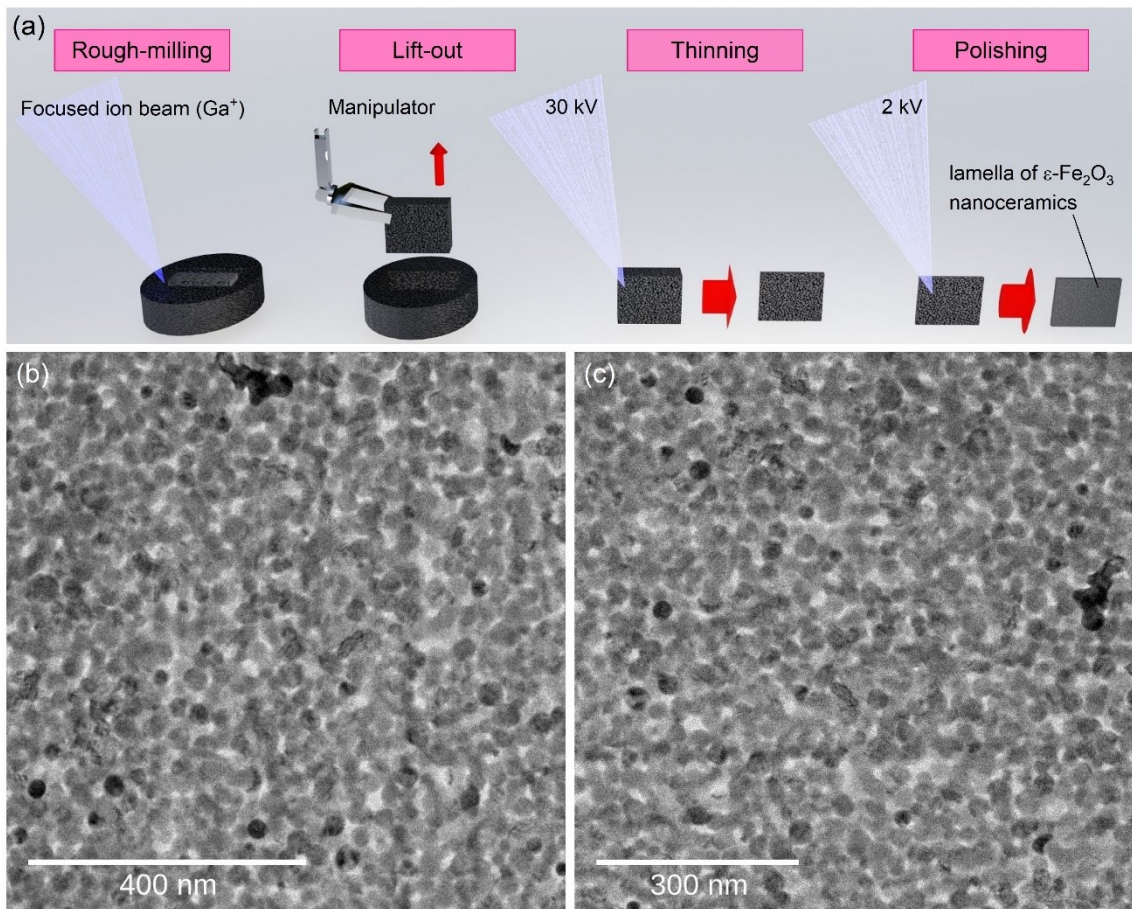 (a)
Rough-milling
Lift-out
Thinning
Polishing
Focused ion beam (Ga⁺)
Manipulator
30 kV
2 kV
lamella of ε-Fe₂O₃
nanoceramics
(b)
(c)
400 nm
300 nm